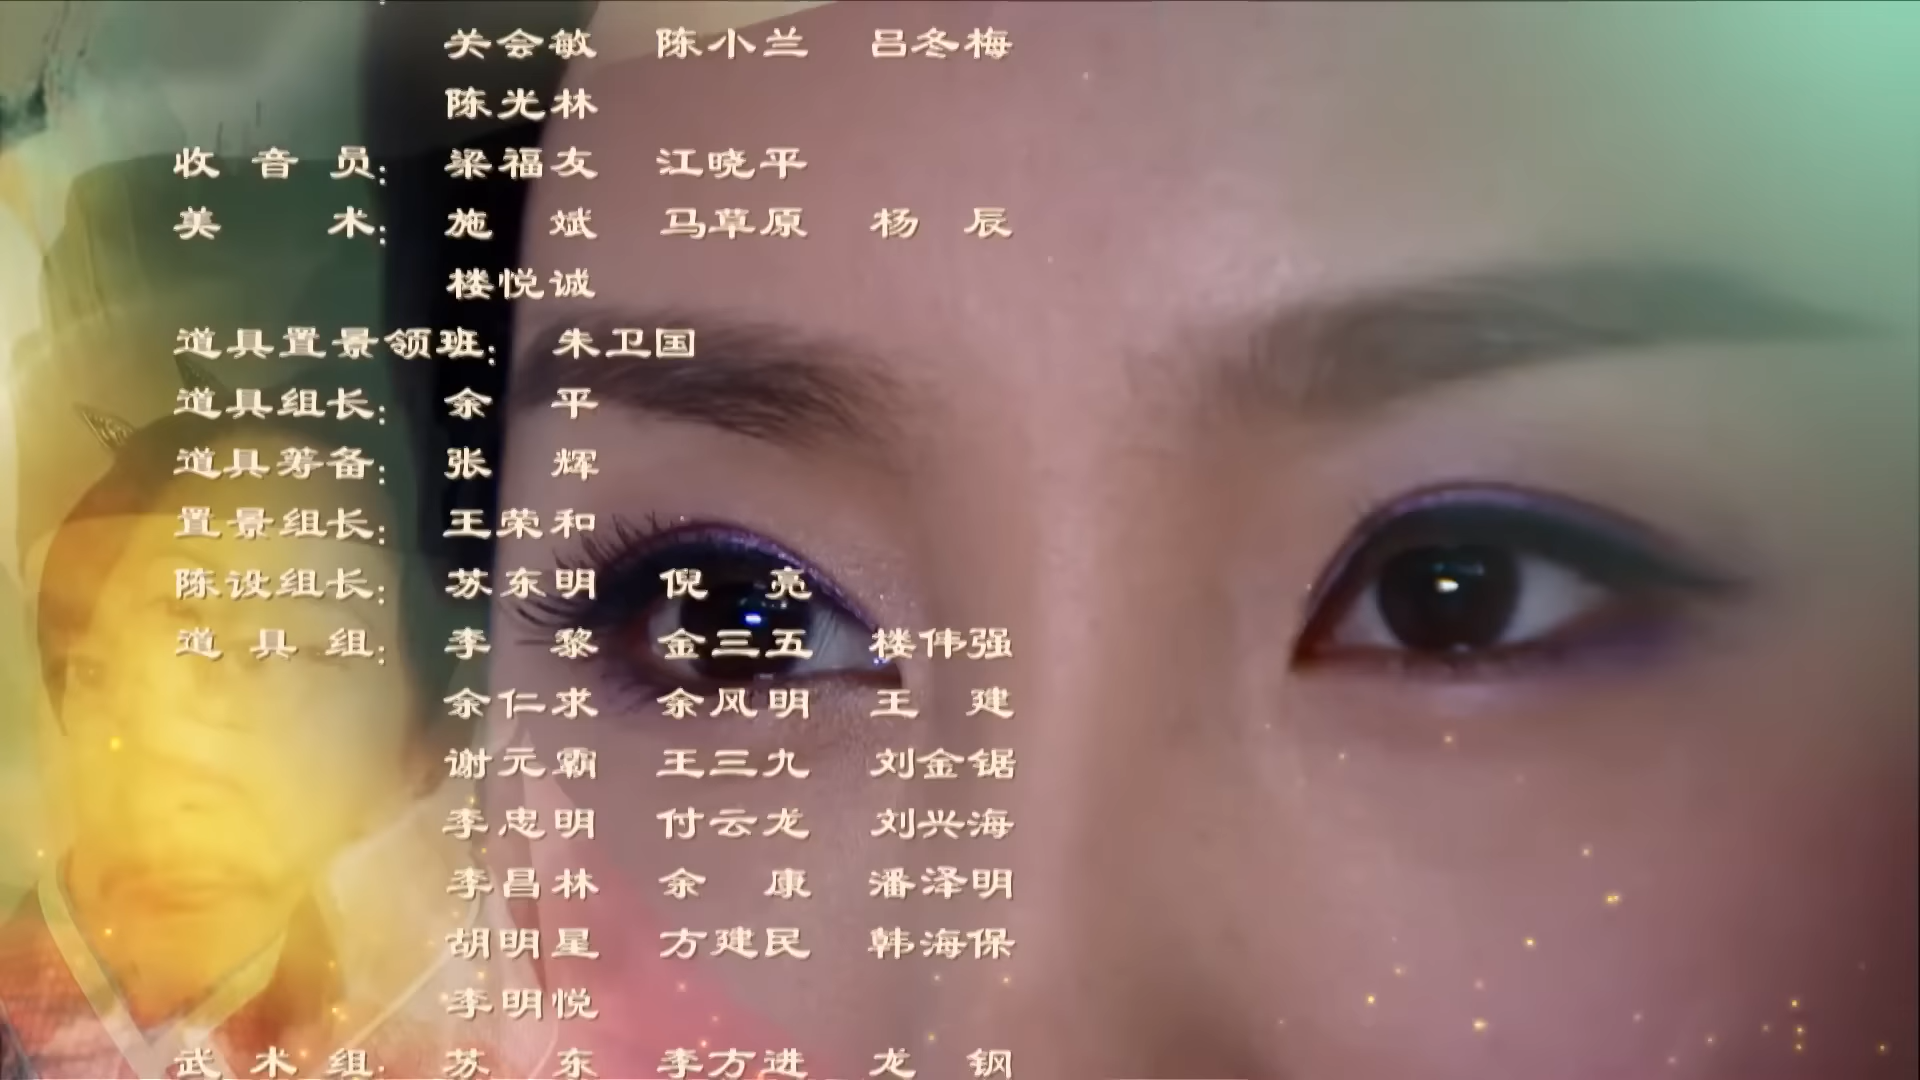 关会敏 陈小兰 吕冬梅
陈光林
收音员: 梁福友 江晓平
美术: 施斌 马草原 杨辰
楼悦诚
道具置景领班: 朱卫国
道具组长: 余平
道具筹备: 张辉
置景组长: 王荣和
陈设组长: 苏东明 倪亮
道具组: 李黎 金三五 楼伟强
余仁求 余风明 王建
谢元霸 王三九 刘金锯
李忠明 付云龙 刘兴海
李昌林 余康 潘泽明
胡明星 方建民 韩海保
李明悦
武术组: 苏东 李方进 龙钢